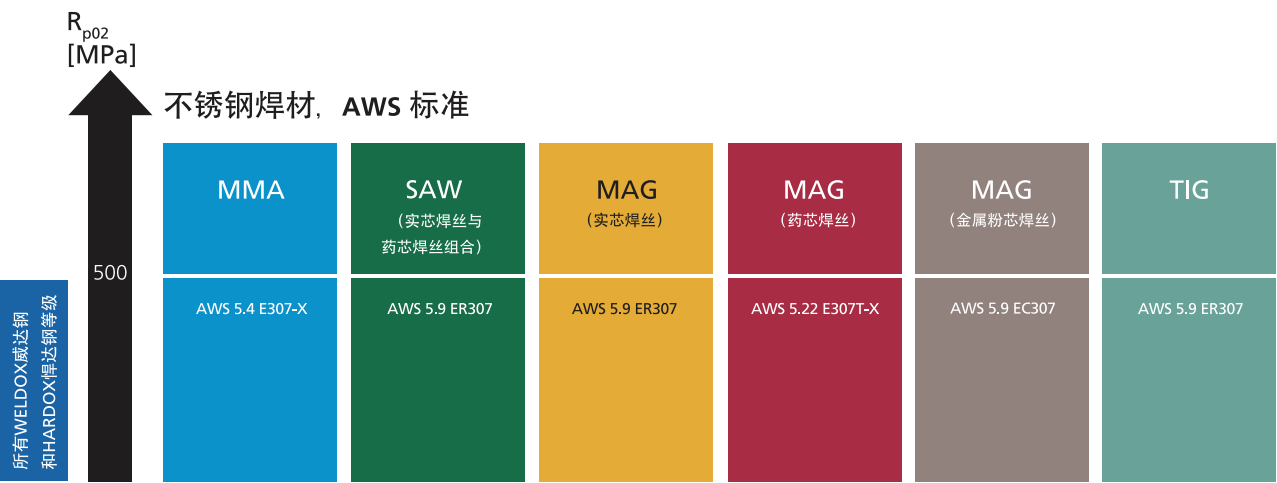 Rp02
[MPa]
不锈钢焊材, AWS 标准
MMA
SAW
(实芯焊丝与
药芯焊丝组合)
MAG
(实芯焊丝)
MAG
(药芯焊丝)
MAG
(金属粉芯焊丝)
TIG
500
AWS 5.4 E307-X
AWS 5.9 ER307
AWS 5.9 ER307
AWS 5.22 E307T-X
AWS 5.9 EC307
AWS 5.9 ER307
所有WELDOX威达钢
和HARDOX悍达钢等级